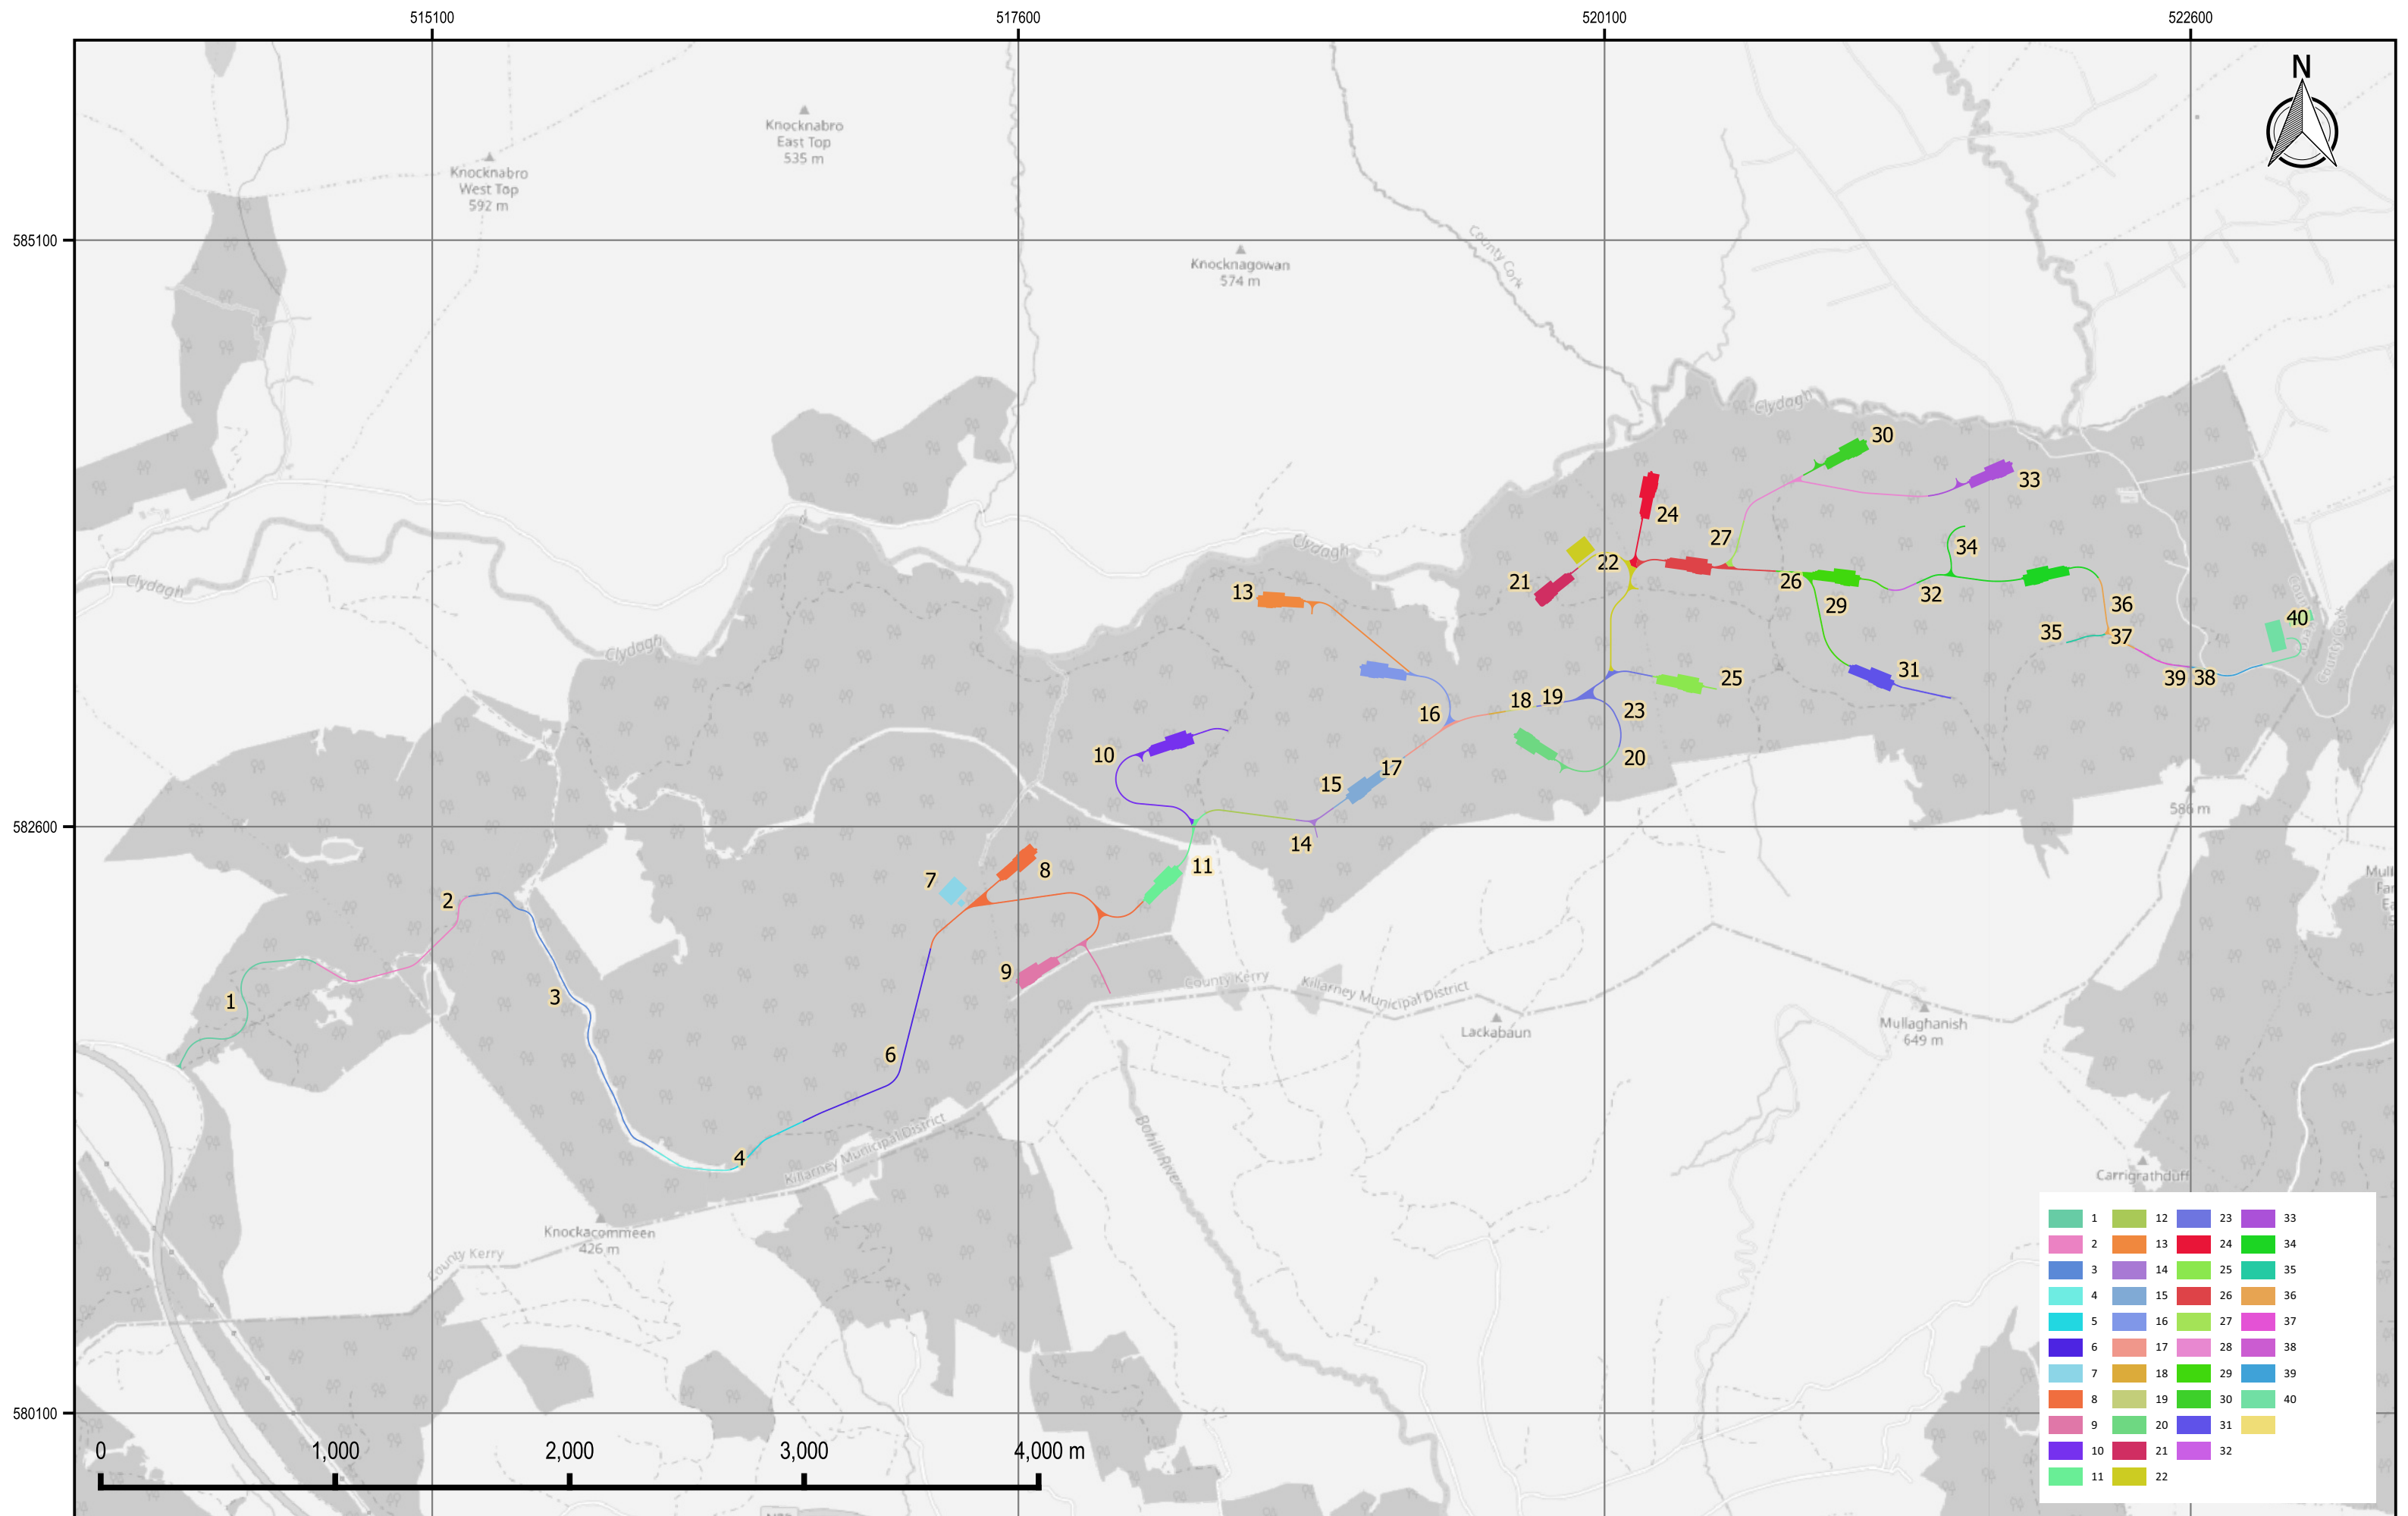 515100 517600 520100 522600
N
Knocknabro
East Top
535 m
Knocknabro
West Top
592 m
585100
County Cork
Knocknagowan
574 m
Clydagh
30
33
24
27
Clydagh
34
22
26
21
29
32
13
36
40
Clydagh
35
37
Clydagh
31
25
39 38
16
18 19
23
10
20
15 17
586 m
582600
14
11
8
7
2
9
County Kerry
Killarney Municipal District
1
3
Lackabaun
Mullaghanish
649 m
6
Bohill River
4
Killarney Municipal District
Carrigrathduff
Knockacommeen
426 m
County Kerry
1 12 23 33
2 13 24 34
3 14 25 35
4 15 26 36
5 16 27 37
6 17 28 38
7 18 29 39
8 19 30 40
9 20 31
10 21 32
11 22
580100
0 1,000 2,000 3,000 4,000 m